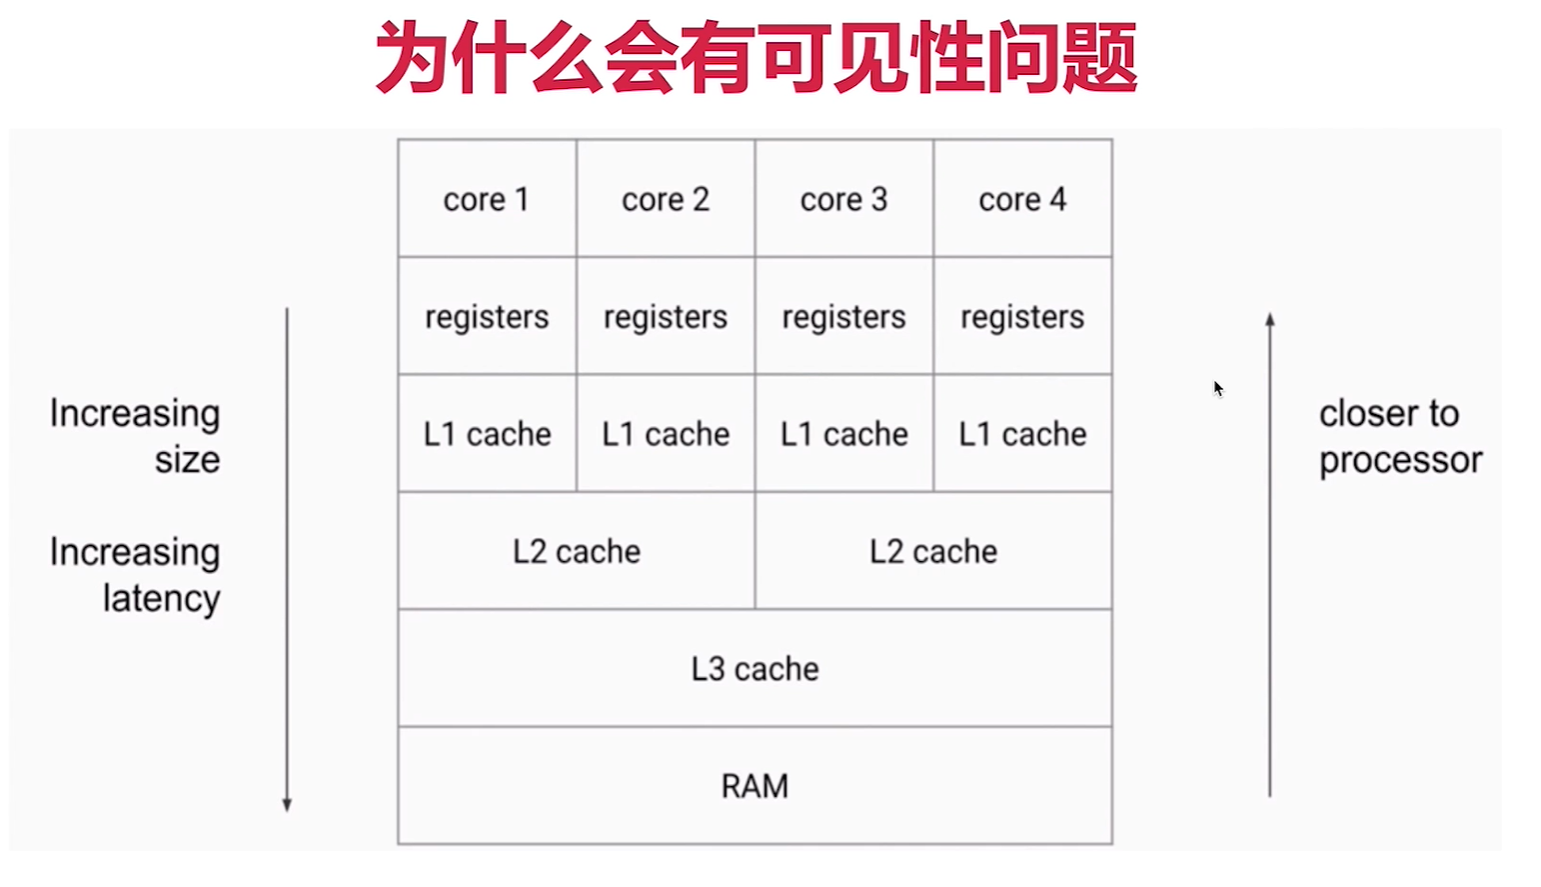 为什么会有可见性问题
core 1 core 2 core 3 core 4
registers registers registers registers
L1 cache L1 cache L1 cache L1 cache
L2 cache L2 cache
L3 cache
RAM
Increasing
size
Increasing
latency
closer to
processor